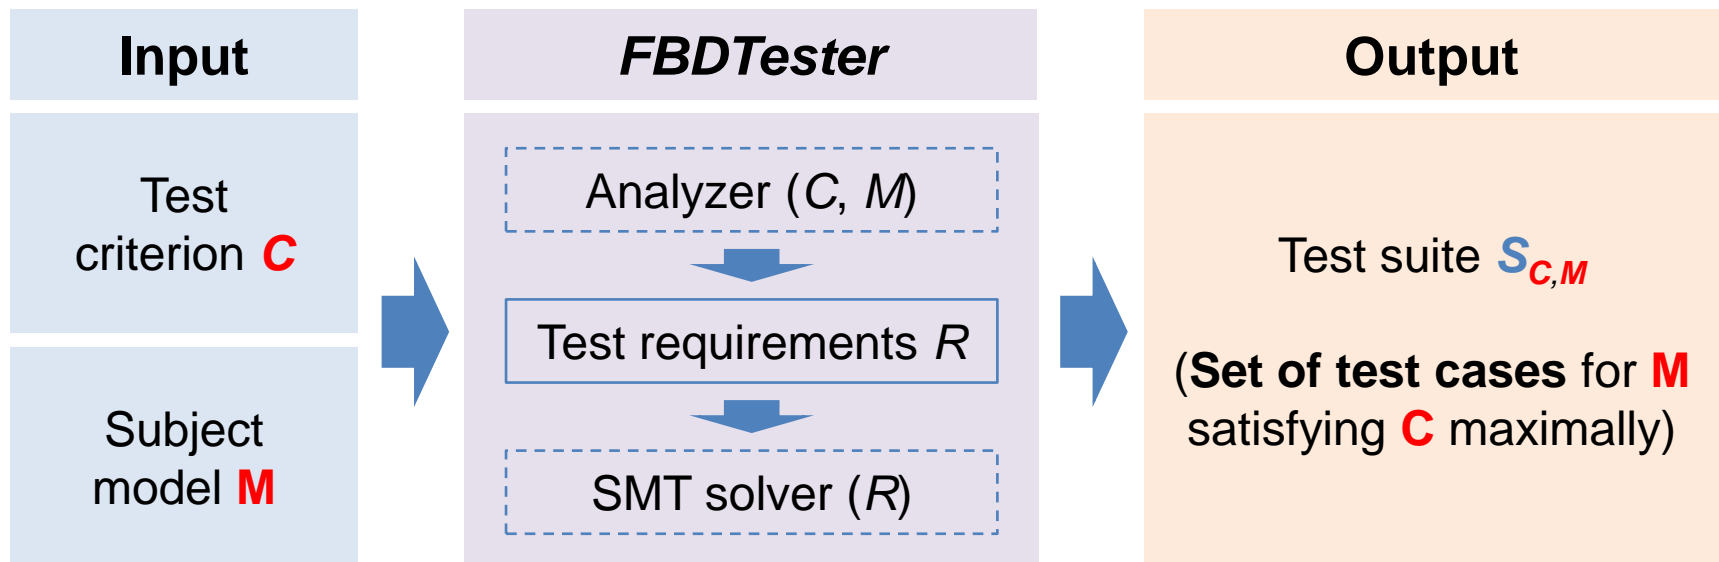 Input
Test
criterion C
Subject
model M
FBDTester
Analyzer (C, M)
Test requirements R
SMT solver (R)
Output
Test suite S_{C,M}
(Set of test cases for M
satisfying C maximally)